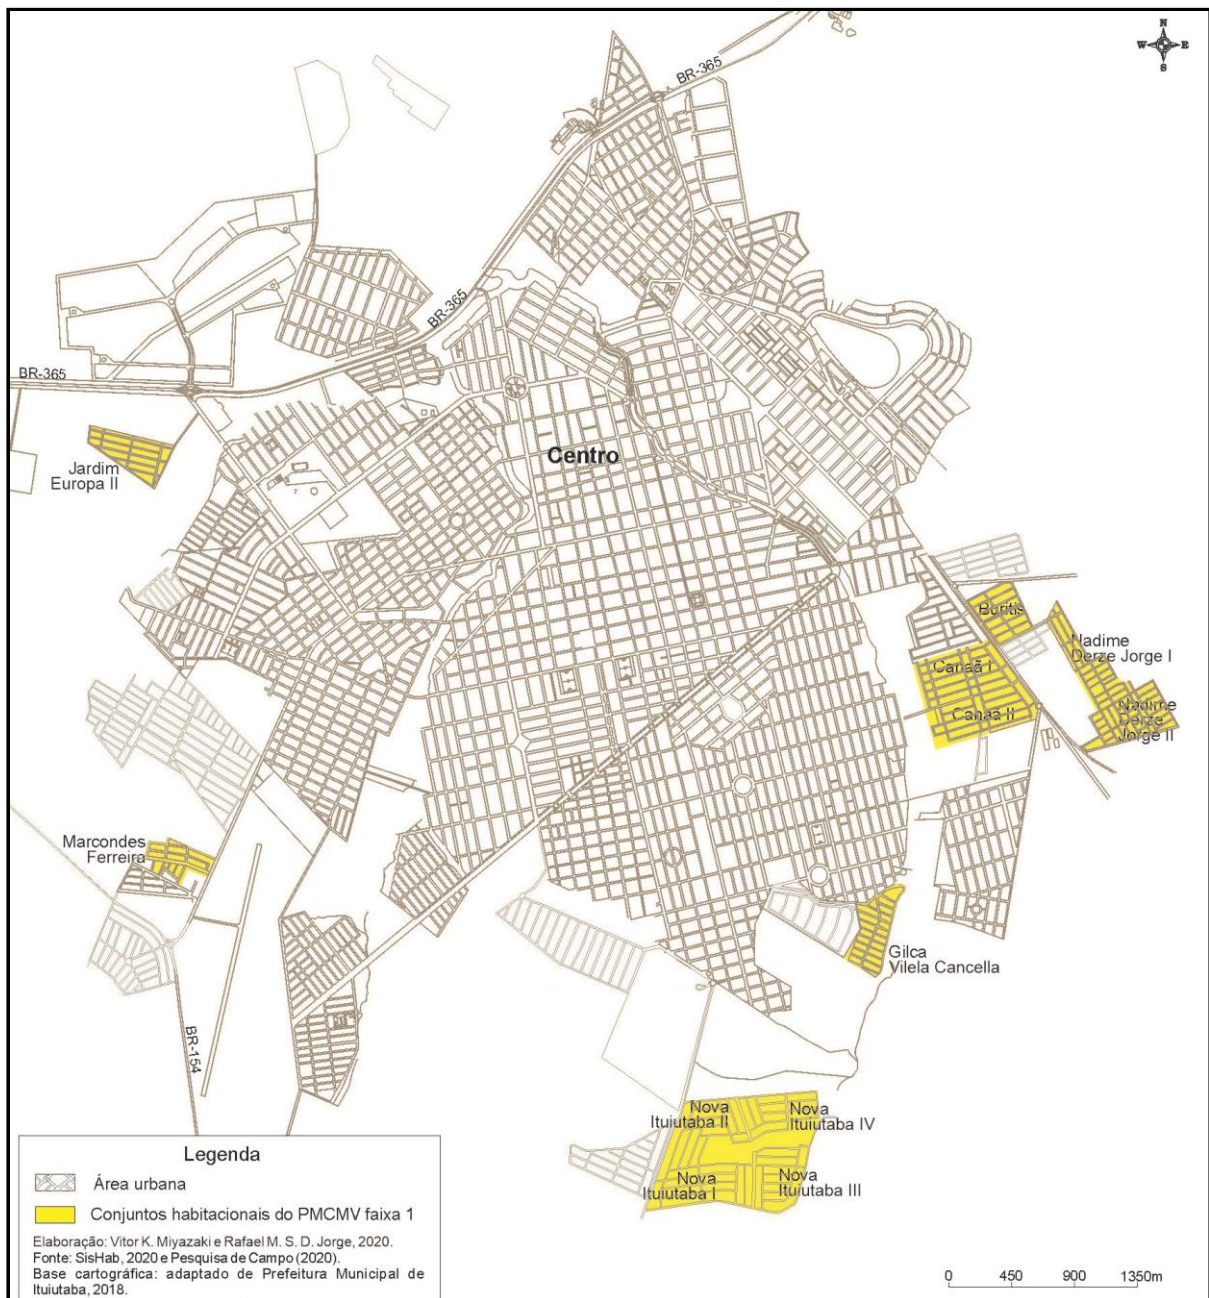 N
W E
S
BR-365
BR-365
BR-365
Centro
Jardim
Europa II
Buritis
Nadime
Derze Jorge I
Canaã I
Canaã II
Nadime
Derze
Jorge II
Marcondes
Ferreira
Gilca
Vilela Cancella
BR-154
Nova
Ituiutaba II
Nova
Ituiutaba IV
Nova
Ituiutaba I
Nova
Ituiutaba III
Legenda
Área urbana
Conjuntos habitacionais do PMCMV faixa 1
Elaboração: Vitor K. Miyazaki e Rafael M. S. D. Jorge, 2020.
Fonte: SisHab, 2020 e Pesquisa de Campo (2020).
Base cartográfica: adaptado de Prefeitura Municipal de
Ituiutaba, 2018.
0 450 900 1350m